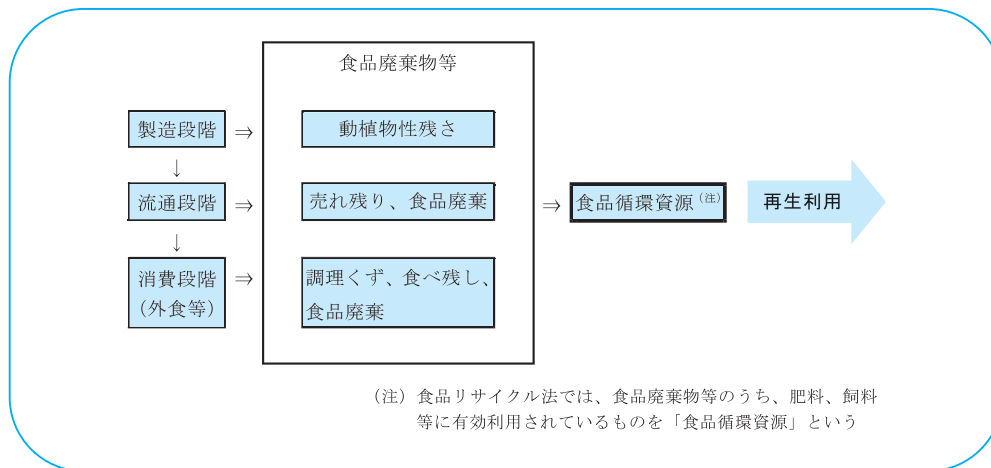 食品廃棄物等
製造段階 ⇒ 動植物性残さ
↓
流通段階 ⇒ 売れ残り、食品廃棄 ⇒ 食品循環資源(注) 再生利用
↓
消費段階 ⇒ 調理くず、食べ残し、
(外食等) 食品廃棄
(注) 食品リサイクル法では、食品廃棄物等のうち、肥料、飼料
等に有効利用されているものを「食品循環資源」という